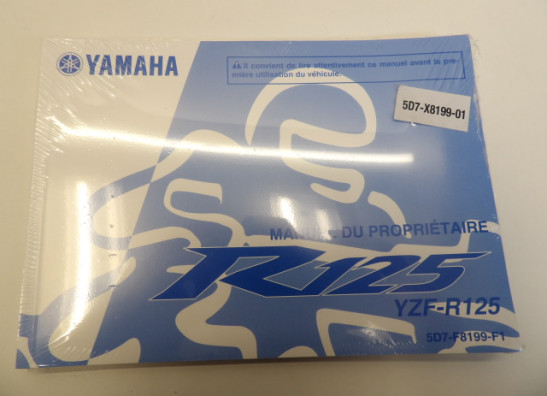 YAMAHA
Il convient de lire attentivement ce manuel avant la pre-
mière utilisation du véhicule.
5D7-X8199-01
MANUEL DU PROPRIÉTAIRE
R125
YZF-R125
5D7-F8199-F1